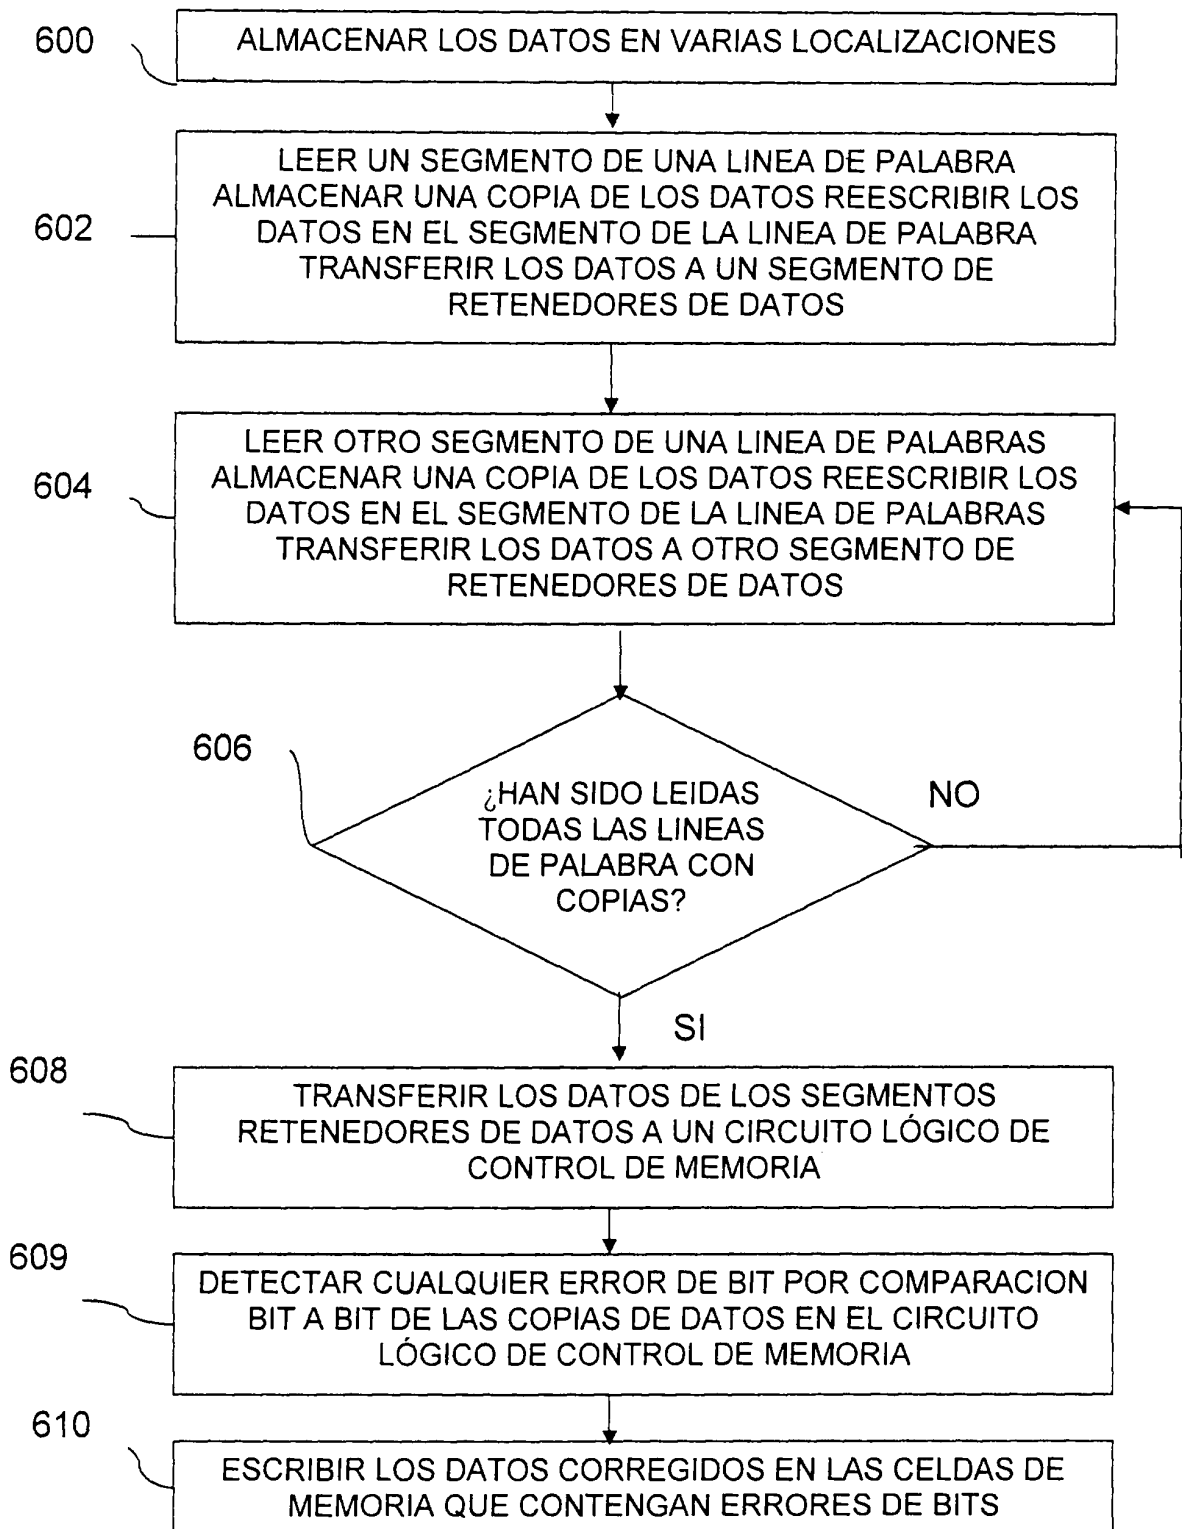 600
ALMACENAR LOS DATOS EN VARIAS LOCALIZACIONES
602
LEER UN SEGMENTO DE UNA LINEA DE PALABRA
ALMACENAR UNA COPIA DE LOS DATOS REESCRIBIR LOS
DATOS EN EL SEGMENTO DE LA LINEA DE PALABRA
TRANSFERIR LOS DATOS A UN SEGMENTO DE
RETENEDORES DE DATOS
604
LEER OTRO SEGMENTO DE UNA LINEA DE PALABRAS
ALMACENAR UNA COPIA DE LOS DATOS REESCRIBIR LOS
DATOS EN EL SEGMENTO DE LA LINEA DE PALABRAS
TRANSFERIR LOS DATOS A OTRO SEGMENTO DE
RETENEDORES DE DATOS
606
¿HAN SIDO LEIDAS
TODAS LAS LINEAS
DE PALABRA CON
COPIAS?
NO
SI
608
TRANSFERIR LOS DATOS DE LOS SEGMENTOS
RETENEDORES DE DATOS A UN CIRCUITO LÓGICO DE
CONTROL DE MEMORIA
609
DETECTAR CUALQUIER ERROR DE BIT POR COMPARACION
BIT A BIT DE LAS COPIAS DE DATOS EN EL CIRCUITO
LÓGICO DE CONTROL DE MEMORIA
610
ESCRIBIR LOS DATOS CORREGIDOS EN LAS CELDAS DE
MEMORIA QUE CONTENGAN ERRORES DE BITS